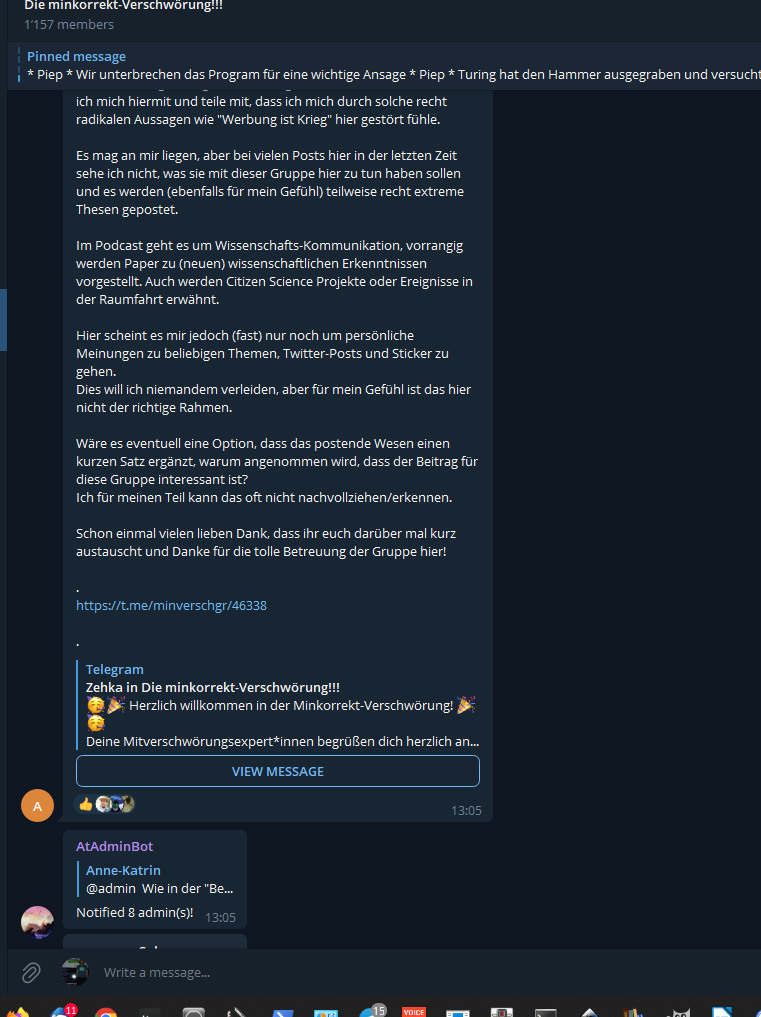 Die minkorrekt-Verschwörung!!!
1'157 members
Pinned message
* Piep * Wir unterbrechen das Program für eine wichtige Ansage * Piep * Turing hat den Hammer ausgegraben und versucht
ich mich hiermit und teile mit, dass ich mich durch solche recht
radikalen Aussagen wie "Werbung ist Krieg" hier gestört fühle.
Es mag an mir liegen, aber bei vielen Posts hier in der letzten Zeit
sehe ich nicht, was sie mit dieser Gruppe hier zu tun haben sollen
und es werden (ebenfalls für mein Gefühl) teilweise recht extreme
Thesen gepostet.
Im Podcast geht es um Wissenschafts-Kommunikation, vorrangig
werden Paper zu (neuen) wissenschaftlichen Erkenntnissen
vorgestellt. Auch werden Citizen Science Projekte oder Ereignisse in
der Raumfahrt erwähnt.
Hier scheint es mir jedoch (fast) nur noch um persönliche
Meinungen zu beliebigen Themen, Twitter-Posts und Sticker zu
gehen.
Dies will ich niemandem verleiden, aber für mein Gefühl ist das hier
nicht der richtige Rahmen.
Wäre es eventuell eine Option, dass das postende Wesen einen
kurzen Satz ergänzt, warum angenommen wird, dass der Beitrag für
diese Gruppe interessant ist?
Ich für meinen Teil kann das oft nicht nachvollziehen/erkennen.
Schon einmal vielen lieben Dank, dass ihr euch darüber mal kurz
austauscht und Danke für die tolle Betreuung der Gruppe hier!
.
https://t.me/minverschgr/46338
.
Telegram
Zehka in Die minkorrekt-Verschwörung!!!
🥳🎉 Herzlich willkommen in der Minkorrekt-Verschwörung! 🎉
🥳
Deine Mitverschwörungsexpert*innen begrüßen dich herzlich an...
VIEW MESSAGE
A
👍
13:05
AtAdminBot
Anne-Katrin
@admin Wie in der "Be...
Notified 8 admin(s)!
13:05
Write a message...
11
15
VOICE